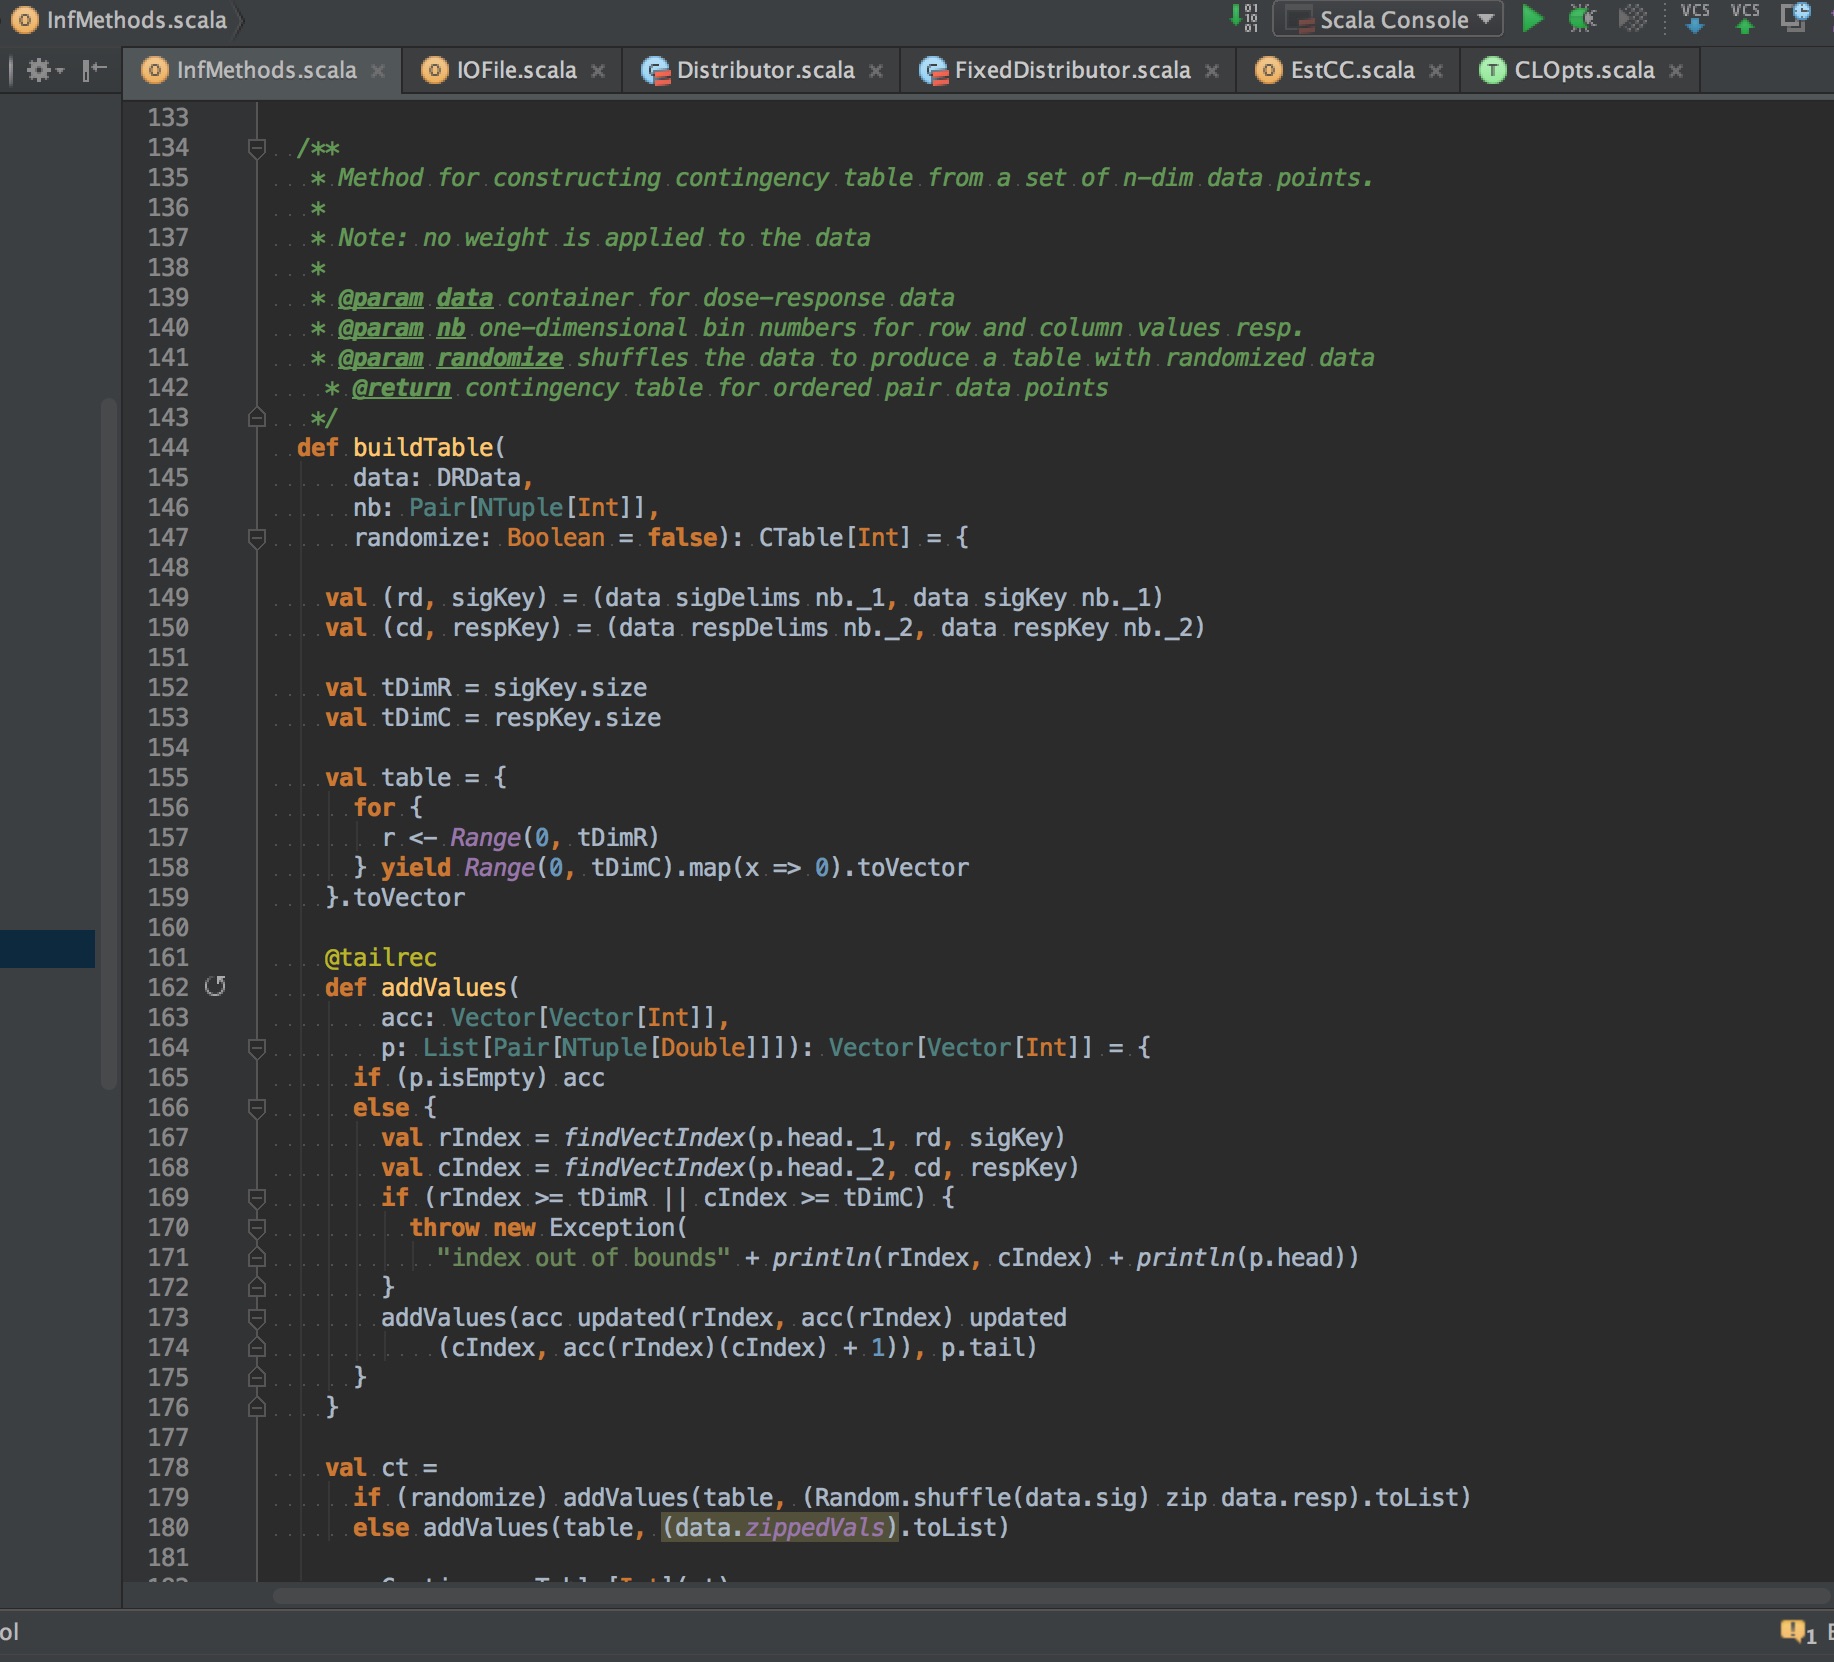 InfMethods.scala
Scala Console
VCS
VCS
InfMethods.scala
IOFile.scala
Distributor.scala
FixedDistributor.scala
EstCC.scala
CLOpts.scala
133
134 /**
135 * Method for constructing contingency table from a set of n-dim data points.
136 *
137 * Note: no weight is applied to the data
138 *
139 * @param data container for dose-response data
140 * @param nb one-dimensional bin numbers for row and column values resp.
141 * @param randomize shuffles the data to produce a table with randomized data
142 * @return contingency table for ordered pair data points
143 */
144 def buildTable(
145 data: DRData,
146 nb: Pair[NTuple[Int]],
147 randomize: Boolean = false): CTable[Int] = {
148
149 val (rd, sigKey) = (data sigDelims nb._1, data sigKey nb._1)
150 val (cd, respKey) = (data respDelims nb._2, data respKey nb._2)
151
152 val tDimR = sigKey.size
153 val tDimC = respKey.size
154
155 val table = {
156 for {
157 r <- Range(0, tDimR)
158 } yield Range(0, tDimC).map(x => 0).toVector
159 }.toVector
160
161 @tailrec
162 def addValues(
163 acc: Vector[Vector[Int]],
164 p: List[Pair[NTuple[Double]]]): Vector[Vector[Int]] = {
165 if (p.isEmpty) acc
166 else {
167 val rIndex = findVectIndex(p.head._1, rd, sigKey)
168 val cIndex = findVectIndex(p.head._2, cd, respKey)
169 if (rIndex >= tDimR || cIndex >= tDimC) {
170 throw new Exception(
171 "index out of bounds" + println(rIndex, cIndex) + println(p.head))
172 }
173 addValues(acc updated(rIndex, acc(rIndex) updated
174 (cIndex, acc(rIndex)(cIndex) + 1)), p.tail)
175 }
176 }
177
178 val ct =
179 if (randomize) addValues(table, (Random.shuffle(data.sig) zip data.resp).toList)
180 else addValues(table, (data.zippedVals).toList)
181
ol
1